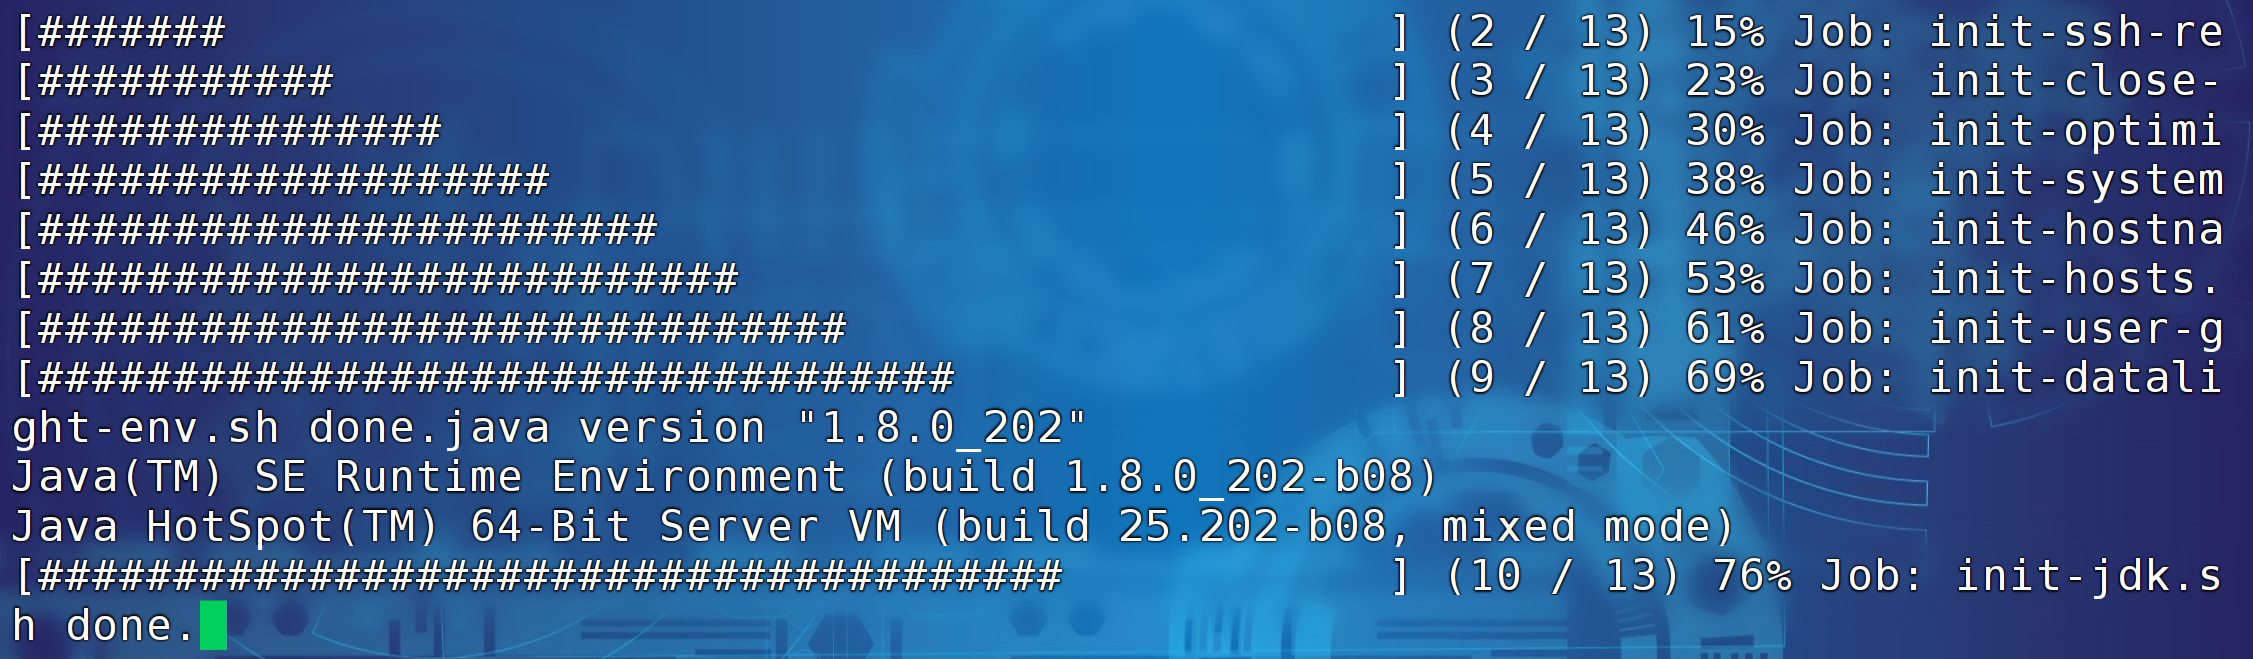 [####### ] (2 / 13) 15% Job: init-ssh-re
[########### ] (3 / 13) 23% Job: init-close-
[############### ] (4 / 13) 30% Job: init-optimi
[################### ] (5 / 13) 38% Job: init-system
[####################### ] (6 / 13) 46% Job: init-hostna
[########################## ] (7 / 13) 53% Job: init-hosts.
[############################## ] (8 / 13) 61% Job: init-user-g
[################################## ] (9 / 13) 69% Job: init-datali
ght-env.sh done.java version "1.8.0_202"
Java(TM) SE Runtime Environment (build 1.8.0_202-b08)
Java HotSpot(TM) 64-Bit Server VM (build 25.202-b08, mixed mode)
[###################################### ] (10 / 13) 76% Job: init-jdk.s
h done.